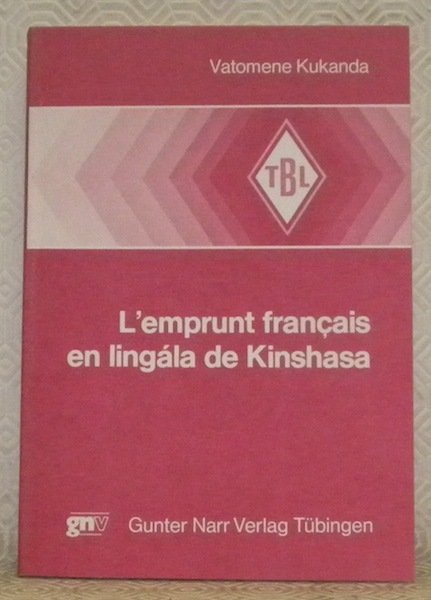 Vatomene Kukanda
TBL
L'emprunt français
en lingála de Kinshasa
gnv Gunter Narr Verlag Tübingen